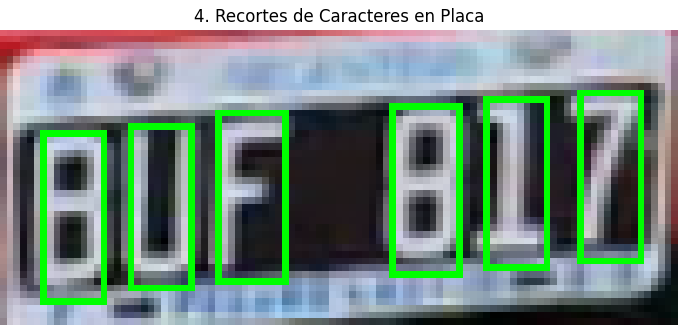 4. Recortes de Caracteres en Placa
BUF 817